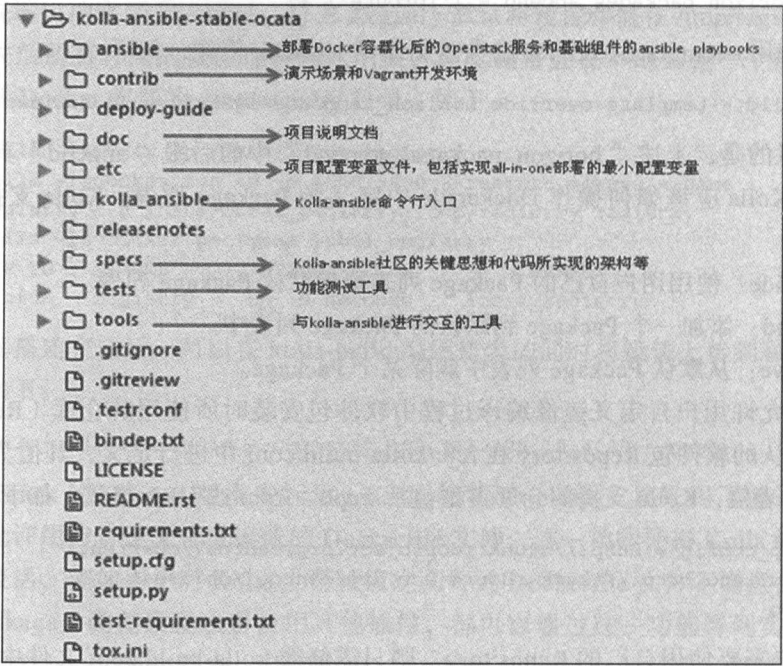 kolla-ansible-stable-ocata
ansible 部署Docker容器化后的Openstack服务和基础组件的ansible playbooks
contrib 演示场景和Vagrant开发环境
deploy-guide
doc 项目说明文档
etc 项目配置变量文件，包括实现all-in-one部署的最小配置变量
kolla_ansible Kolla-ansible命令行入口
releasenotes
specs Kolla-ansible社区的关键思想和代码所实现的架构等
tests 功能测试工具
tools 与kolla-ansible进行交互的工具
.gitignore
.gitreview
.testr.conf
bindep.txt
LICENSE
README.rst
requirements.txt
setup.cfg
setup.py
test-requirements.txt
tox.ini